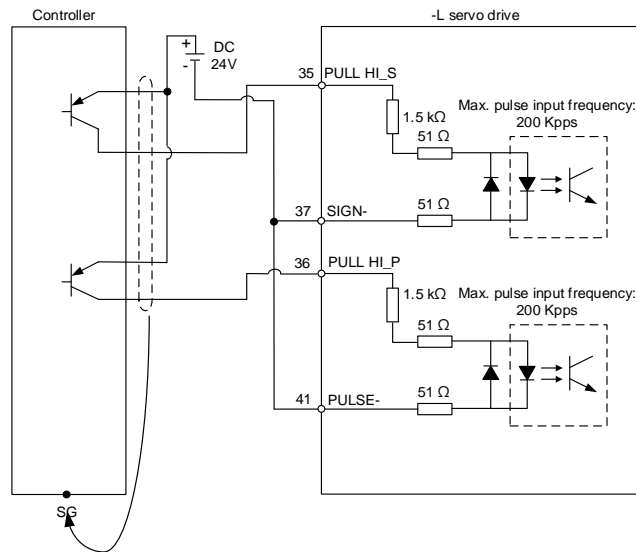 Controller
-L servo drive
+
-
DC
24V
35
PULL HI_S
1.5 kΩ
51 Ω
Max. pulse input frequency:
200 Kpps
37
SIGN-
51 Ω
36
PULL HI_P
1.5 kΩ
51 Ω
Max. pulse input frequency:
200 Kpps
41
PULSE-
51 Ω
SG